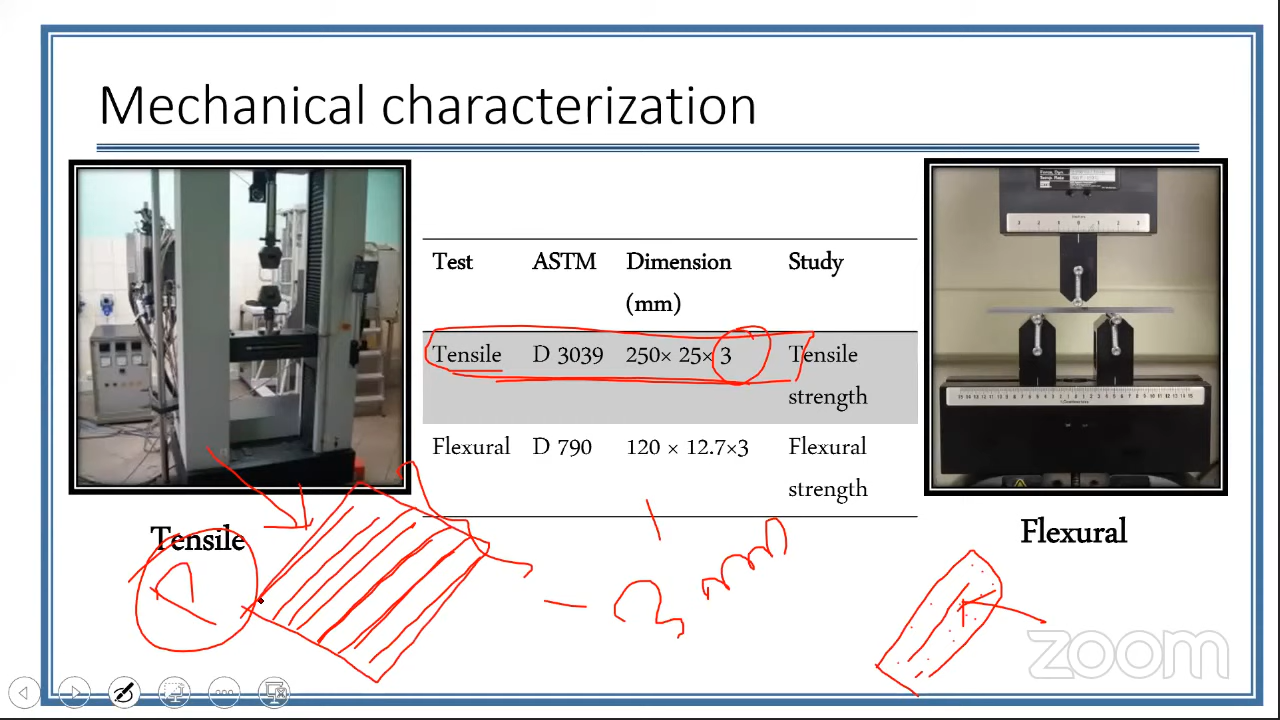 Mechanical characterization
Test ASTM Dimension (mm) Study
Tensile D 3039 250× 25× 3 Tensile strength
Flexural D 790 120 × 12.7×3 Flexural strength
Tensile
Flexural
3 mm
zoom